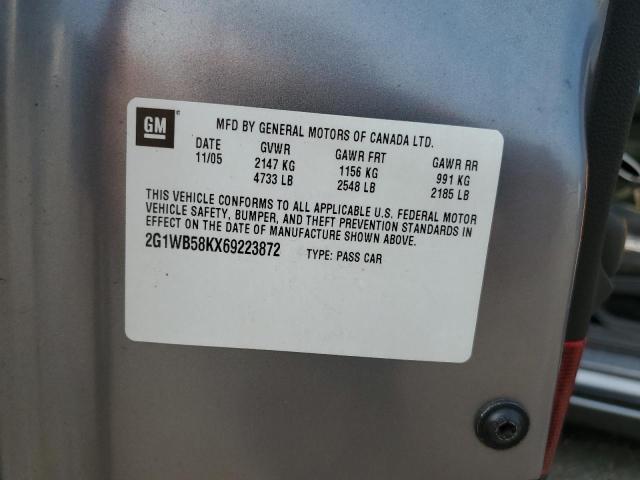 GM MFD BY GENERAL MOTORS OF CANADA LTD.
DATE GVWR GAWR FRT GAWR RR
11/05 2147 KG 1156 KG 991 KG
4733 LB 2548 LB 2185 LB
THIS VEHICLE CONFORMS TO ALL APPLICABLE U.S. FEDERAL MOTOR
VEHICLE SAFETY, BUMPER, AND THEFT PREVENTION STANDARDS IN
EFFECT ON THE DATE OF MANUFACTURE SHOWN ABOVE.
2G1WB58KX69223872 TYPE: PASS CAR